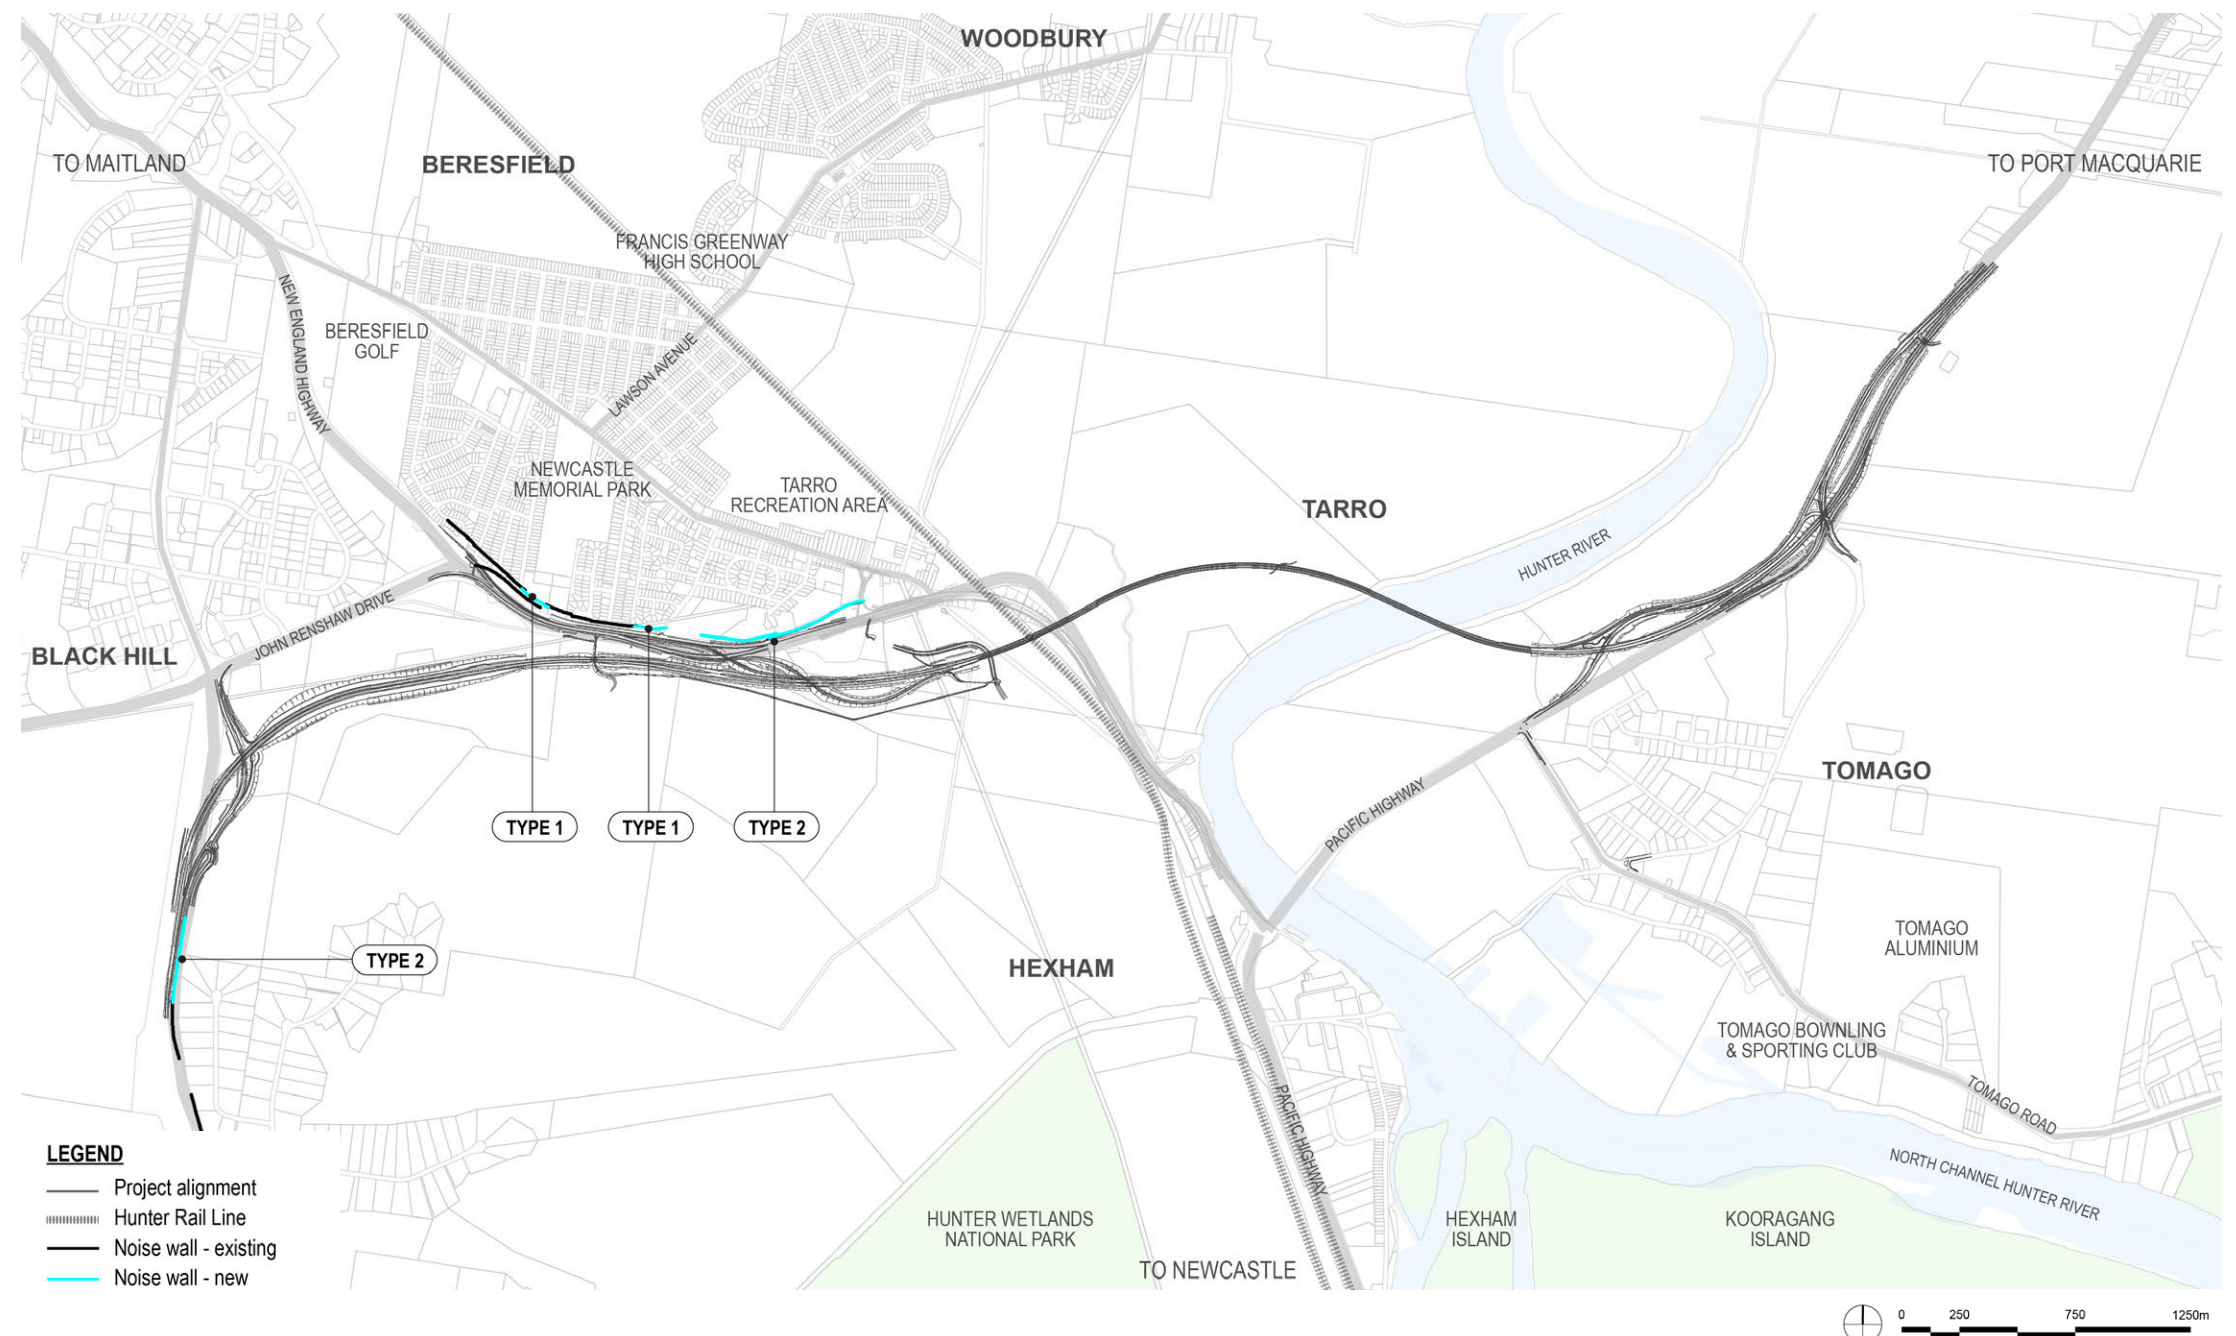 WOODBURY
TO MAITLAND
BERESFIELD
TO PORT MACQUARIE
FRANCIS GREENWAY
HIGH SCHOOL
NEW ENGLAND HIGHWAY
BERESFIELD
GOLF
LAWSON AVENUE
NEWCASTLE
MEMORIAL PARK
TARRO
RECREATION AREA
TARRO
HUNTER RIVER
JOHN RENSHAW DRIVE
BLACK HILL
TOMAGO
PACIFIC HIGHWAY
TYPE 1
TYPE 1
TYPE 2
TYPE 2
HEXHAM
TOMAGO
ALUMINIUM
TOMAGO BOWNLING
& SPORTING CLUB
TOMAGO ROAD
PACIFIC HIGHWAY
NORTH CHANNEL HUNTER RIVER
HUNTER WETLANDS
NATIONAL PARK
HEXHAM
ISLAND
KOORAGANG
ISLAND
TO NEWCASTLE
LEGEND
Project alignment
Hunter Rail Line
Noise wall - existing
Noise wall - new
0 250 750 1250m